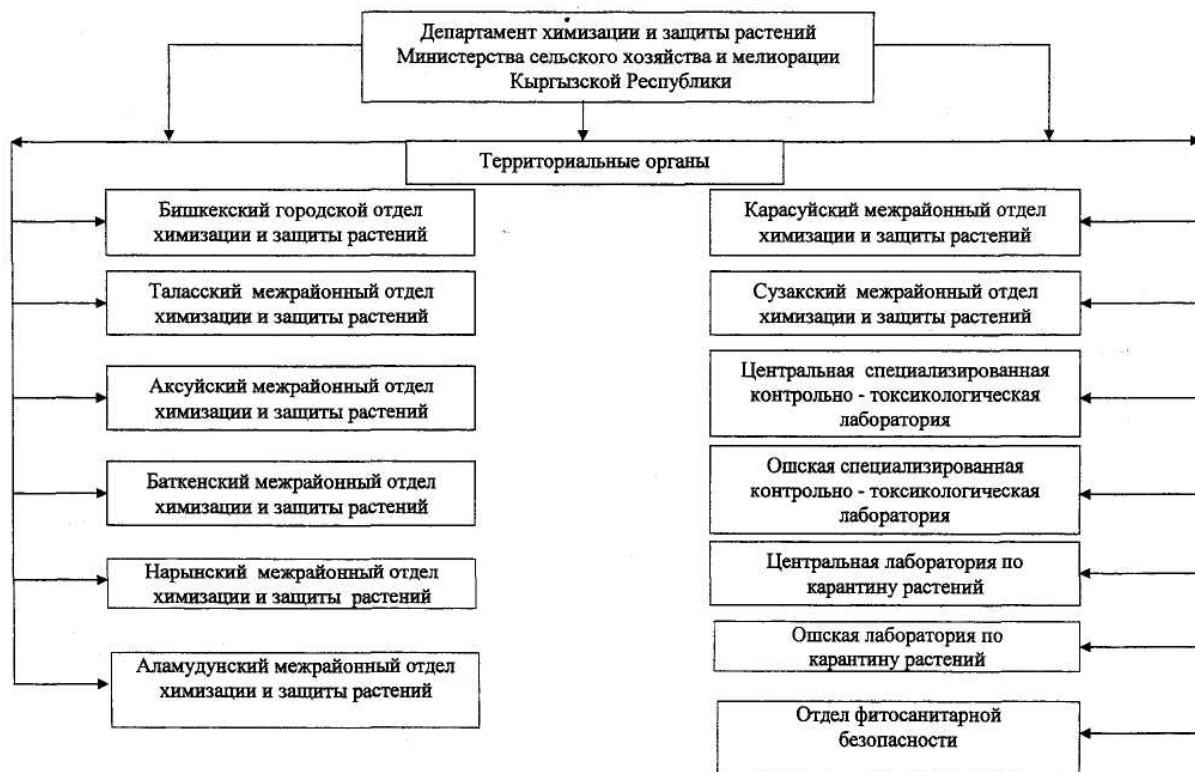 Департамент химизации и защиты растений
Министерства сельского хозяйства и мелиорации
Кыргызской Республики
Территориальные органы
Бишкекский городской отдел
химизации и защиты растений
Таласский межрайонный отдел
химизации и защиты растений
Аксуйский межрайонный отдел
химизации и защиты растений
Баткенский межрайонный отдел
химизации и защиты растений
Нарынский межрайонный отдел
химизации и защиты растений
Аламудунский межрайонный отдел
химизации и защиты растений
Карасуйский межрайонный отдел
химизации и защиты растений
Сузакский межрайонный отдел
химизации и защиты растений
Центральная специализированная
контрольно - токсикологическая
лаборатория
Ошская специализированная
контрольно - токсикологическая
лаборатория
Центральная лаборатория по
карантину растений
Ошская лаборатория по
карантину растений
Отдел фитосанитарной
безопасности